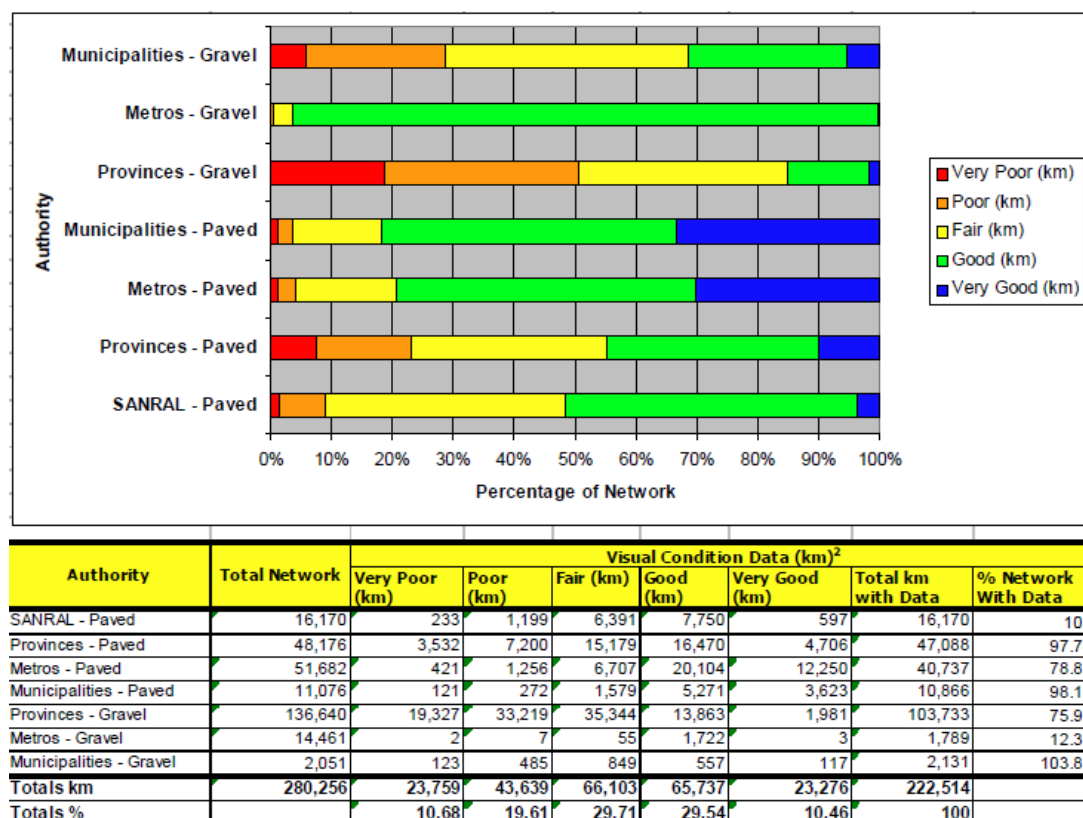 Municipalities - Gravel
Metros - Gravel
Provinces - Gravel
Municipalities - Paved
Metros - Paved
Provinces - Paved
SANRAL - Paved
Authority
0% 10% 20% 30% 40% 50% 60% 70% 80% 90% 100%
Percentage of Network
Very Poor (km)
Poor (km)
Fair (km)
Good (km)
Very Good (km)
Visual Condition Data (km)²
Authority Total Network Very Poor (km) Poor (km) Fair (km) Good (km) Very Good (km) Total km with Data % Network With Data
SANRAL - Paved 16,170 233 1,199 6,391 7,750 597 16,170 10
Provinces - Paved 48,176 3,532 7,200 15,179 16,470 4,706 47,088 97.7
Metros - Paved 51,682 421 1,256 6,707 20,104 12,250 40,737 78.8
Municipalities - Paved 11,076 121 272 1,579 5,271 3,623 10,866 98.1
Provinces - Gravel 136,640 19,327 33,219 35,344 13,863 1,981 103,733 75.9
Metros - Gravel 14,461 2 7 55 1,722 3 1,789 12.3
Municipalities - Gravel 2,051 123 485 849 557 117 2,131 103.8
Totals km 280,256 23,759 43,639 66,103 65,737 23,276 222,514
Totals % 10.68 19.61 29.71 29.54 10.46 100